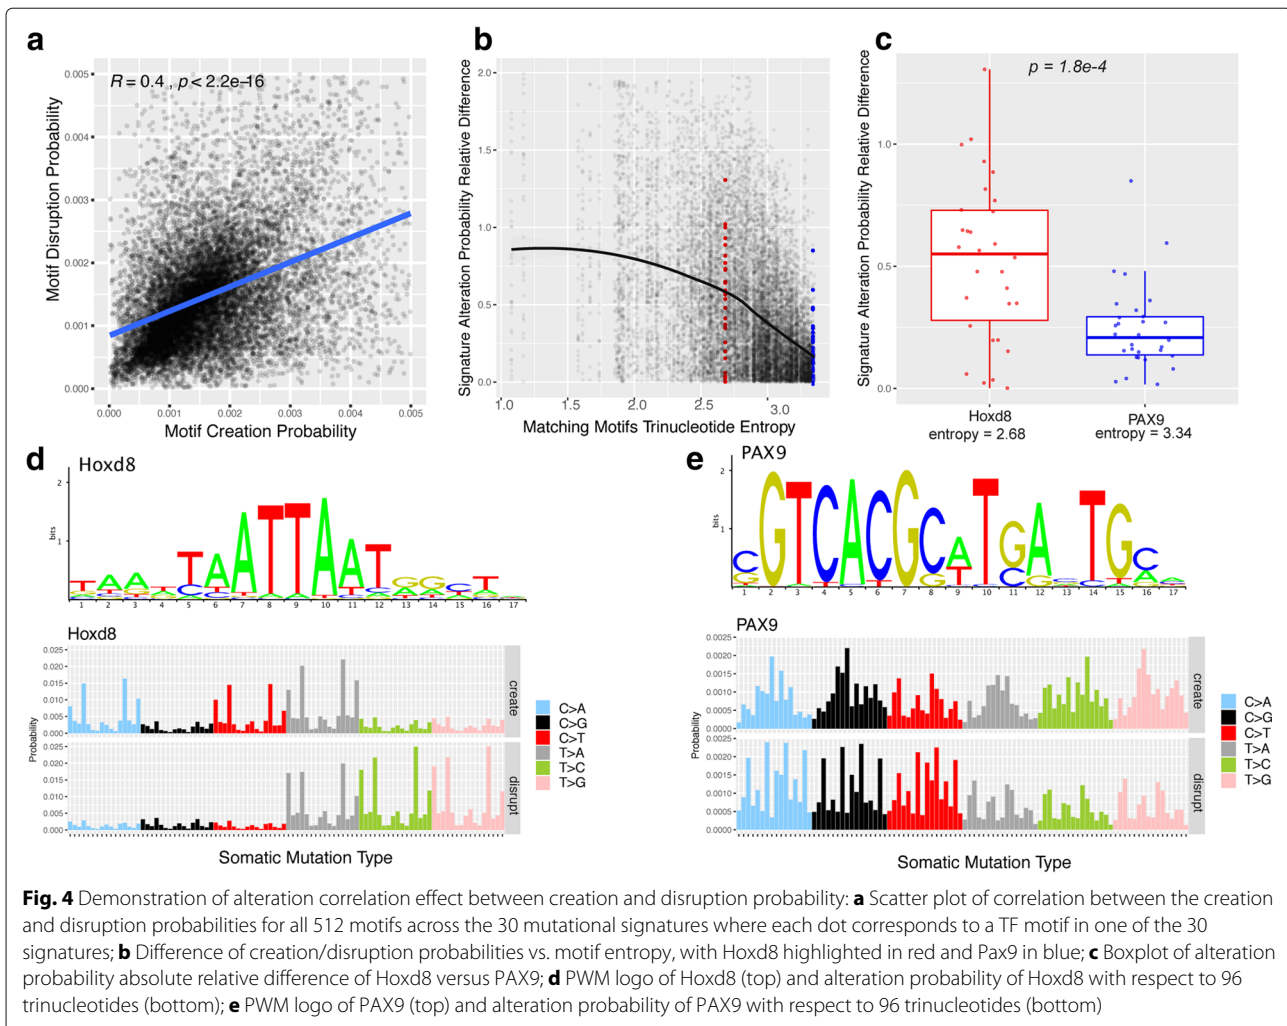 a
R = 0.4 , p < 2.2e-16
Motif Disruption Probability
0.005
0.004
0.003
0.002
0.001
0.000
0.000 0.001 0.002 0.003 0.004 0.005
Motif Creation Probability
b
Signature Alteration Probability Relative Difference
2.0
1.5
1.0
0.5
0.0
1.0 1.5 2.0 2.5 3.0
Matching Motifs Trinucleotide Entropy
c
p = 1.8e-4
Signature Alteration Probability Relative Difference
1.0
0.5
0.0
Hoxd8 PAX9
entropy = 2.68 entropy = 3.34
d
Hoxd8
2
bits
1
1 2 3 4 5 6 7 8 9 10 11 12 13 14 15 16 17
Hoxd8
Probability
0.025
0.020
0.015
0.010
0.005
0.000
create
0.025
0.020
0.015
0.010
0.005
0.000
disrupt
C>A
C>G
C>T
T>A
T>C
T>G
Somatic Mutation Type
e
PAX9
2
bits
1
1 2 3 4 5 6 7 8 9 10 11 12 13 14 15 16 17
PAX9
Probability
0.0025
0.0020
0.0015
0.0010
0.0005
0.0000
create
0.0025
0.0020
0.0015
0.0010
0.0005
0.0000
disrupt
C>A
C>G
C>T
T>A
T>C
T>G
Somatic Mutation Type
Fig. 4 Demonstration of alteration correlation effect between creation and disruption probability: a Scatter plot of correlation between the creation
and disruption probabilities for all 512 motifs across the 30 mutational signatures where each dot corresponds to a TF motif in one of the 30
signatures; b Difference of creation/disruption probabilities vs. motif entropy, with Hoxd8 highlighted in red and Pax9 in blue; c Boxplot of alteration
probability absolute relative difference of Hoxd8 versus PAX9; d PWM logo of Hoxd8 (top) and alteration probability of Hoxd8 with respect to 96
trinucleotides (bottom); e PWM logo of PAX9 (top) and alteration probability of PAX9 with respect to 96 trinucleotides (bottom)